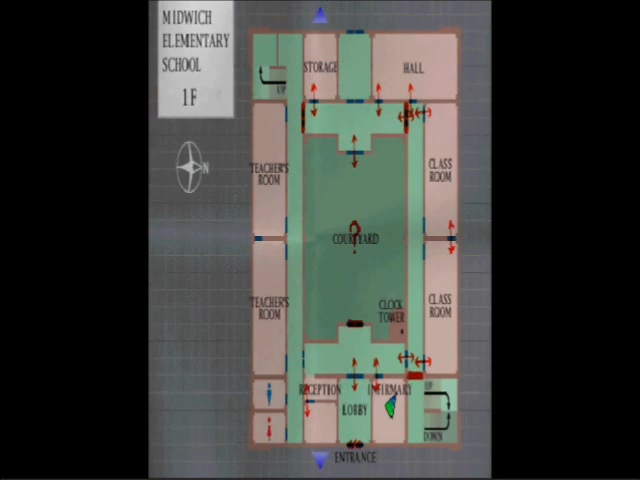 MIDWICH
ELEMENTARY
SCHOOL
1F
STORAGE
HALL
UP
N
TEACHER'S
ROOM
CLASS
ROOM
?
COURTYARD
TEACHER'S
ROOM
CLOCK
TOWER
CLASS
ROOM
RECEPTION
INFIRMARY
UP
LOBBY
DOWN
ENTRANCE